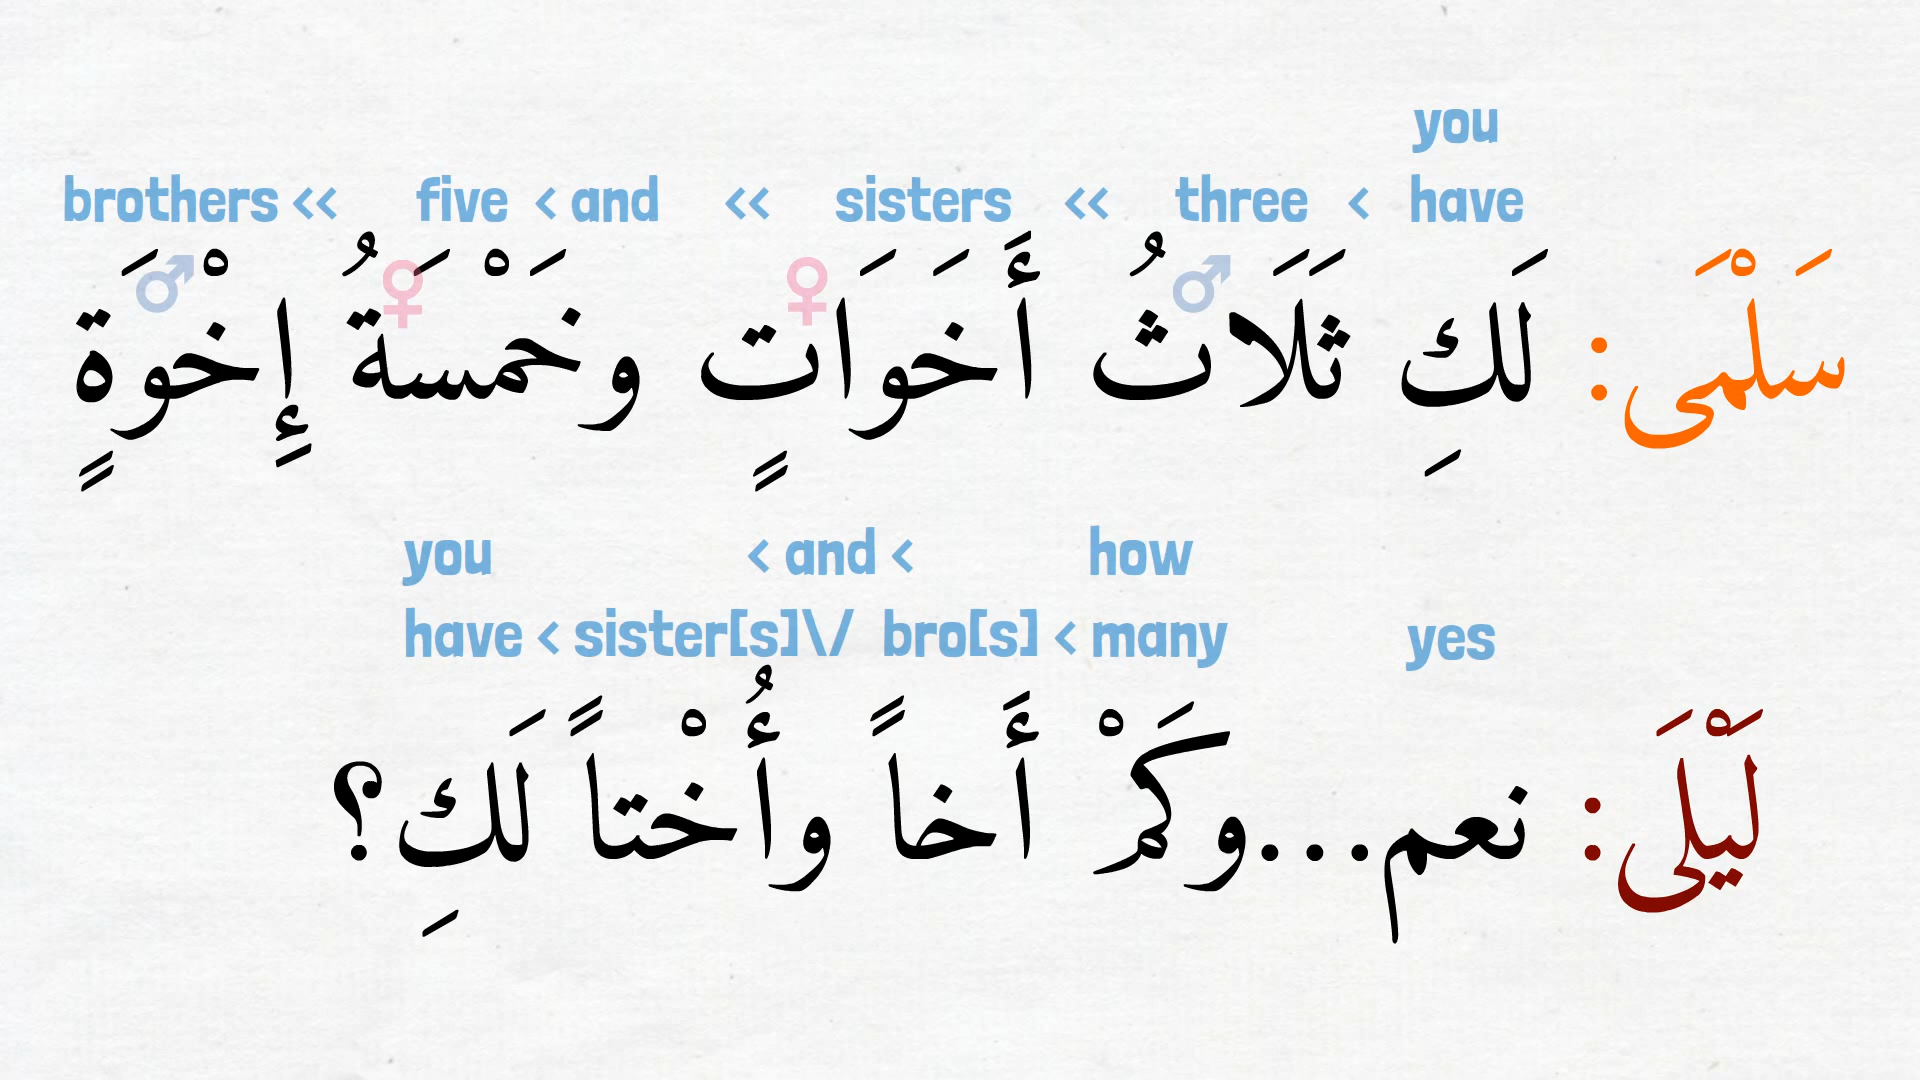 you
brothers << five < and << sisters << three < have
سَلْمَى: لَكِ ثَلَاثُ أَخَوَاتٍ وخَمْسَةُ إِخْوَةٍ
you < and < how
have < sister[s]\/ bro[s] < many yes
لَيْلَى: نعم...وكَمْ أَخاً وأُخْتاً لَكِ؟